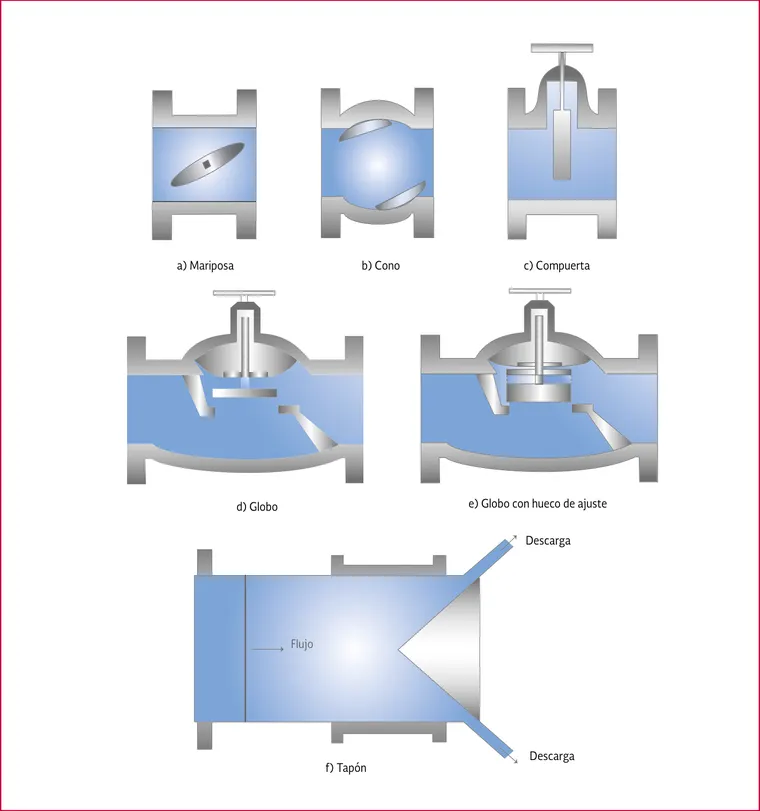 a) Mariposa
b) Cono
c) Compuerta
d) Globo
e) Globo con hueco de ajuste
Descarga
Flujo
Descarga
f) Tapón